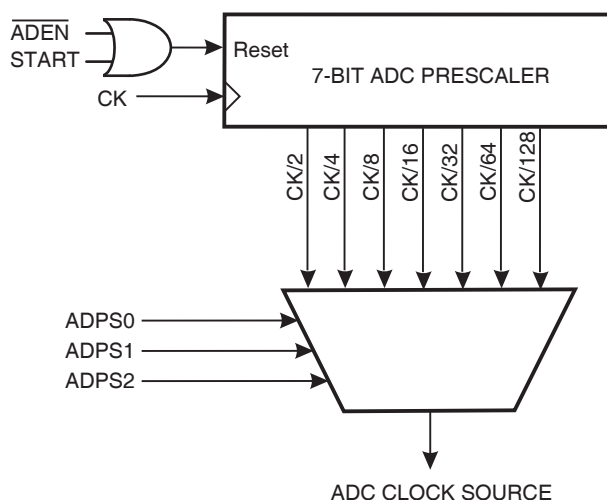 ADEN
START
Reset
7-BIT ADC PRESCALER
CK
CK/2
CK/4
CK/8
CK/16
CK/32
CK/64
CK/128
ADPS0
ADPS1
ADPS2
ADC CLOCK SOURCE